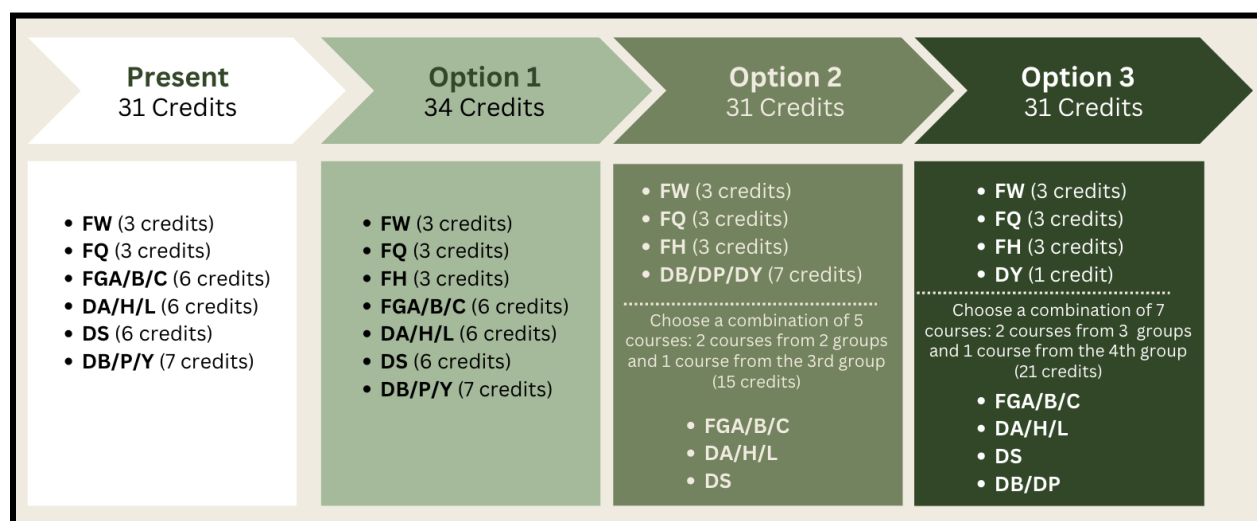 Present
31 Credits
Option 1
34 Credits
Option 2
31 Credits
Option 3
31 Credits
• FW (3 credits)
• FQ (3 credits)
• FGA/B/C (6 credits)
• DA/H/L (6 credits)
• DS (6 credits)
• DB/P/Y (7 credits)
• FW (3 credits)
• FQ (3 credits)
• FH (3 credits)
• FGA/B/C (6 credits)
• DA/H/L (6 credits)
• DS (6 credits)
• DB/P/Y (7 credits)
• FW (3 credits)
• FQ (3 credits)
• FH (3 credits)
• DB/DP/DY (7 credits)
Choose a combination of 5
courses: 2 courses from 2 groups
and 1 course from the 3rd group
(15 credits)
• FGA/B/C
• DA/H/L
• DS
• FW (3 credits)
• FQ (3 credits)
• FH (3 credits)
• DY (1 credit)
Choose a combination of 7
courses: 2 courses from 3 groups
and 1 course from the 4th group
(21 credits)
• FGA/B/C
• DA/H/L
• DS
• DB/DP